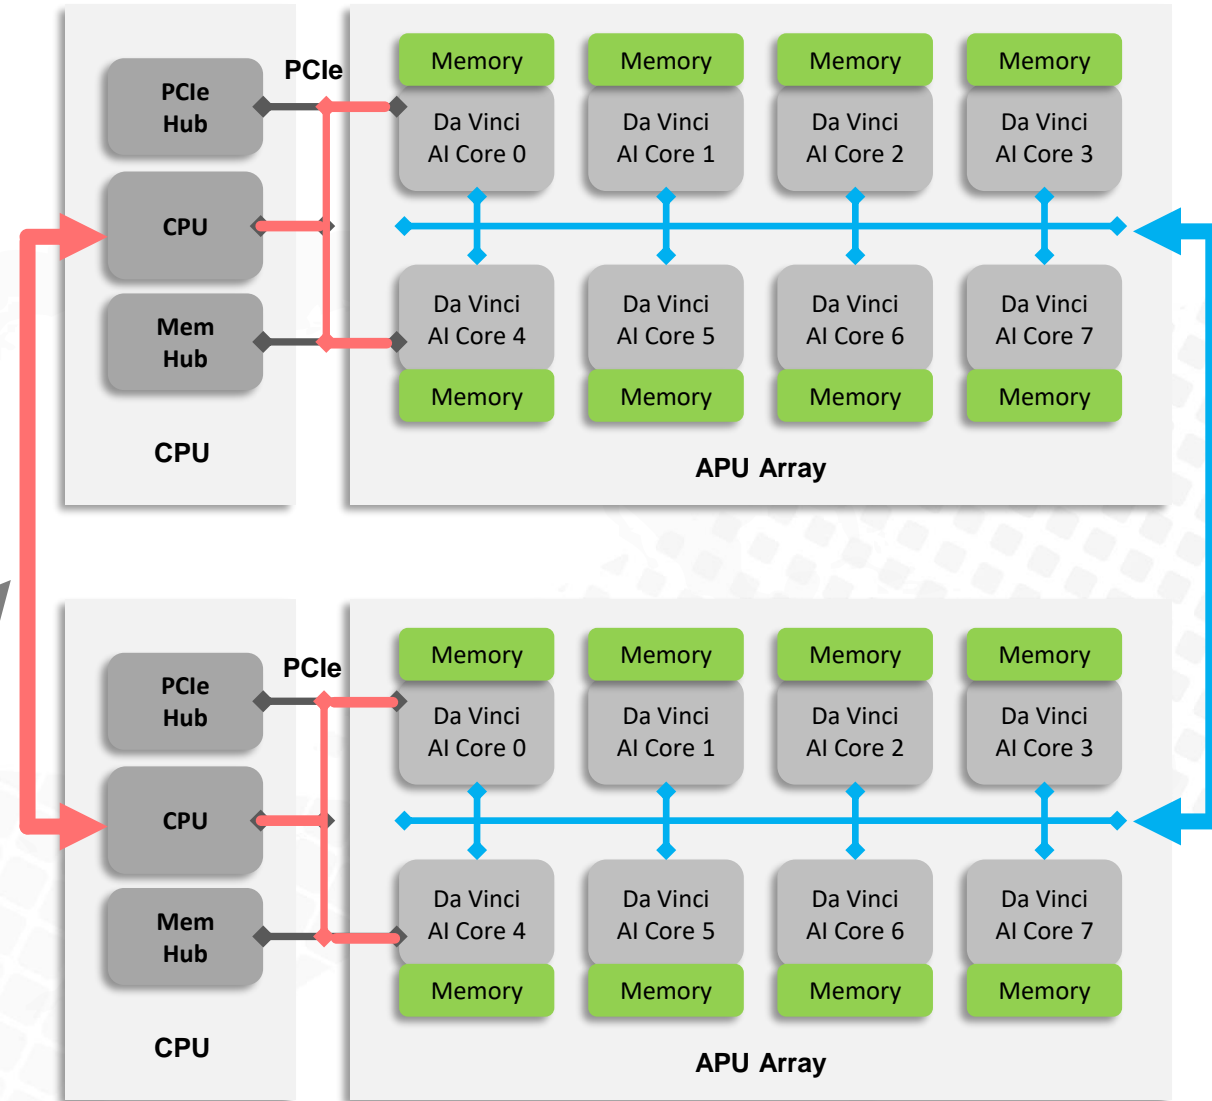 PCIe
Hub
CPU
Mem
Hub
CPU
PCIe
Memory
Memory
Memory
Memory
Da Vinci
AI Core 0
Da Vinci
AI Core 1
Da Vinci
AI Core 2
Da Vinci
AI Core 3
Da Vinci
AI Core 4
Da Vinci
AI Core 5
Da Vinci
AI Core 6
Da Vinci
AI Core 7
Memory
Memory
Memory
Memory
APU Array
PCIe
Hub
CPU
Mem
Hub
CPU
PCIe
Memory
Memory
Memory
Memory
Da Vinci
AI Core 0
Da Vinci
AI Core 1
Da Vinci
AI Core 2
Da Vinci
AI Core 3
Da Vinci
AI Core 4
Da Vinci
AI Core 5
Da Vinci
AI Core 6
Da Vinci
AI Core 7
Memory
Memory
Memory
Memory
APU Array